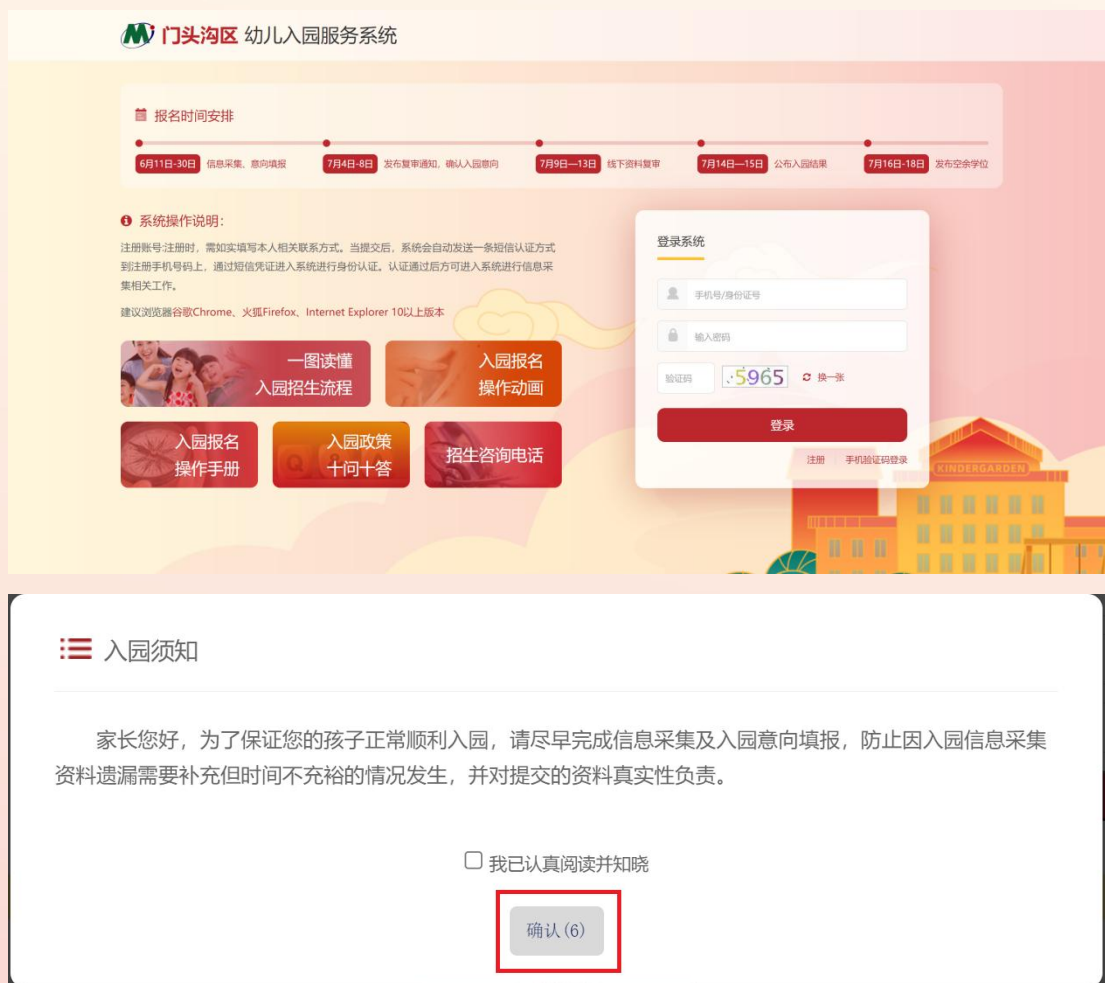 门头沟区 幼儿入园服务系统
报名时间安排
6月11日-30日 信息采集、意向填报 7月4日-8日 发布复审通知、确认入园意向 7月9日—13日 线下资料复审 7月14日—15日 公布入园结果 7月16日-18日 发布空余学位
系统操作说明：
注册账号:注册时，需如实填写本人相关联系方式。当提交后，系统会自动发送一条短信认证方式
到注册手机号码上，通过短信凭证进入系统进行身份认证。认证通过后方可进入系统进行信息采
集相关工作。
建议浏览器谷歌Chrome、火狐Firefox、Internet Explorer 10以上版本
一图读懂
入园招生流程
入园报名
操作动画
入园报名
操作手册
入园政策
十问十答
招生咨询电话
登录系统
手机号/身份证号
输入密码
验证码 5965 换一张
登录
注册 手机验证码登录
KINDERGARDEN
入园须知
家长您好，为了保证您的孩子正常顺利入园，请尽早完成信息采集及入园意向填报，防止因入园信息采集
资料遗漏需要补充但时间不充裕的情况发生，并对提交的资料真实性负责。
我已认真阅读并知晓
确认(6)